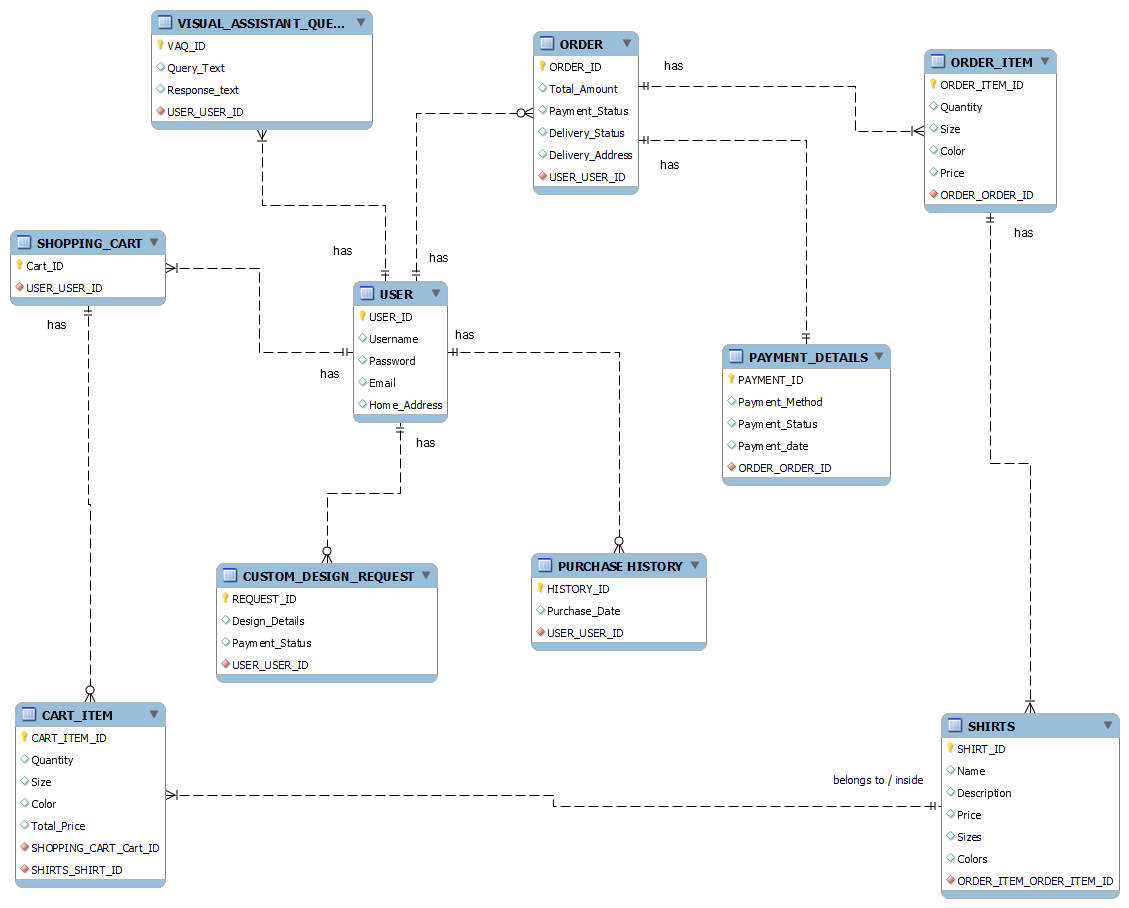 VISUAL_ASSISTANT_QUE...
VAQ_ID
Query_Text
Response_text
USER_USER_ID
ORDER
ORDER_ID
Total_Amount
Payment_Status
Delivery_Status
Delivery_Address
USER_USER_ID
has
has
ORDER_ITEM
ORDER_ITEM_ID
Quantity
Size
Color
Price
ORDER_ORDER_ID
has
SHOPPING_CART
Cart_ID
USER_USER_ID
has
has
has
has
USER
USER_ID
Username
Password
Email
Home_Address
has
has
PAYMENT_DETAILS
PAYMENT_ID
Payment_Method
Payment_Status
Payment_date
ORDER_ORDER_ID
CUSTOM_DESIGN_REQUEST
REQUEST_ID
Design_Details
Payment_Status
USER_USER_ID
PURCHASE HISTORY
HISTORY_ID
Purchase_Date
USER_USER_ID
CART_ITEM
CART_ITEM_ID
Quantity
Size
Color
Total_Price
SHOPPING_CART_Cart_ID
SHIRTS_SHIRT_ID
belongs to / inside
SHIRTS
SHIRT_ID
Name
Description
Price
Sizes
Colors
ORDER_ITEM_ORDER_ITEM_ID